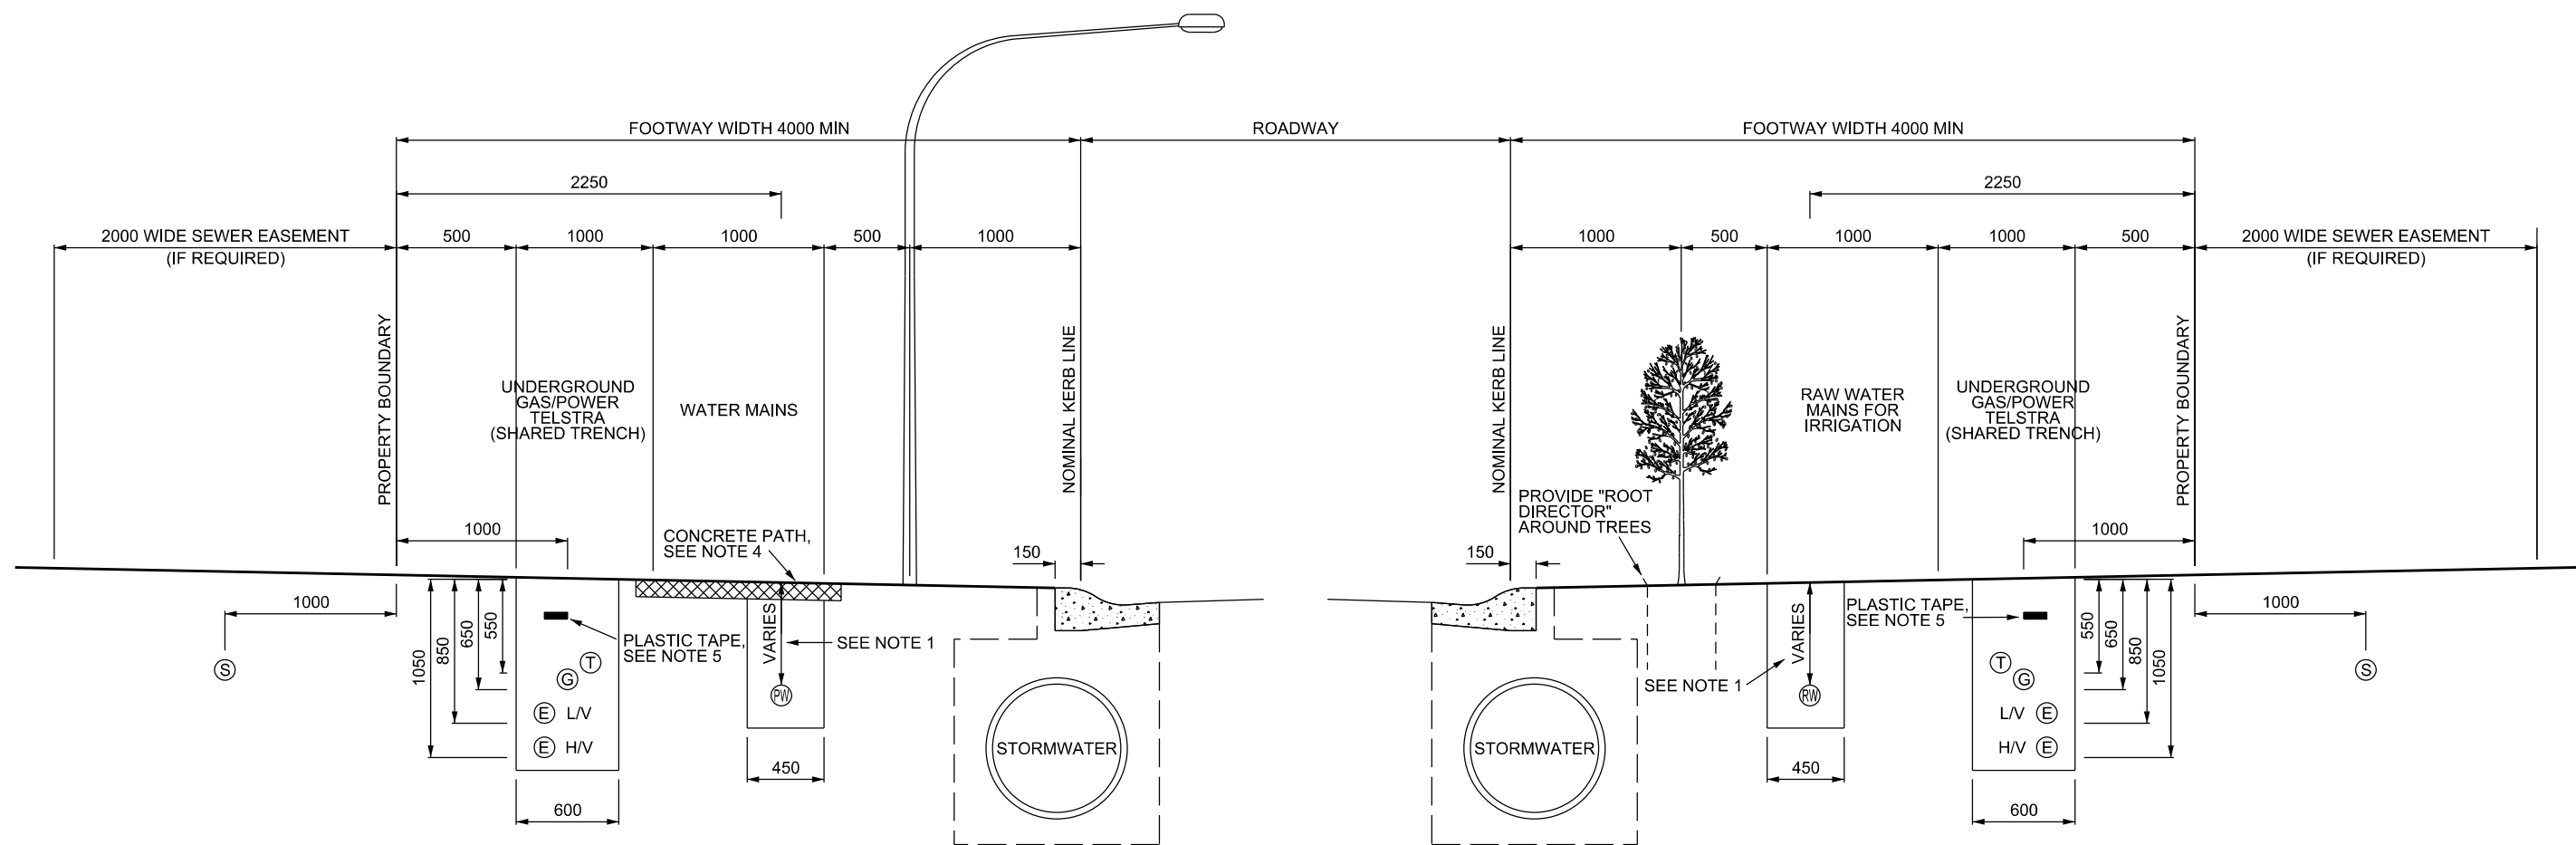 FOOTWAY WIDTH 4000 MIN
ROADWAY
FOOTWAY WIDTH 4000 MIN
2250
2250
2000 WIDE SEWER EASEMENT
(IF REQUIRED)
500
1000
1000
500
1000
1000
500
1000
1000
500
2000 WIDE SEWER EASEMENT
(IF REQUIRED)
PROPERTY BOUNDARY
UNDERGROUND
GAS/POWER
TELSTRA
(SHARED TRENCH)
WATER MAINS
NOMINAL KERB LINE
NOMINAL KERB LINE
RAW WATER
MAINS FOR
IRRIGATION
UNDERGROUND
GAS/POWER
TELSTRA
(SHARED TRENCH)
PROPERTY BOUNDARY
1000
CONCRETE PATH,
SEE NOTE 4
150
150
PROVIDE "ROOT
DIRECTOR"
AROUND TREES
1000
1000
S
1050
850
650
550
PLASTIC TAPE,
SEE NOTE 5
T
G
E L/V
E H/V
600
VARIES
SEE NOTE 1
PW
450
STORMWATER
STORMWATER
SEE NOTE 1
VARIES
RW
450
PLASTIC TAPE,
SEE NOTE 5
T
G
L/V E
H/V E
600
550
650
850
1050
1000
S